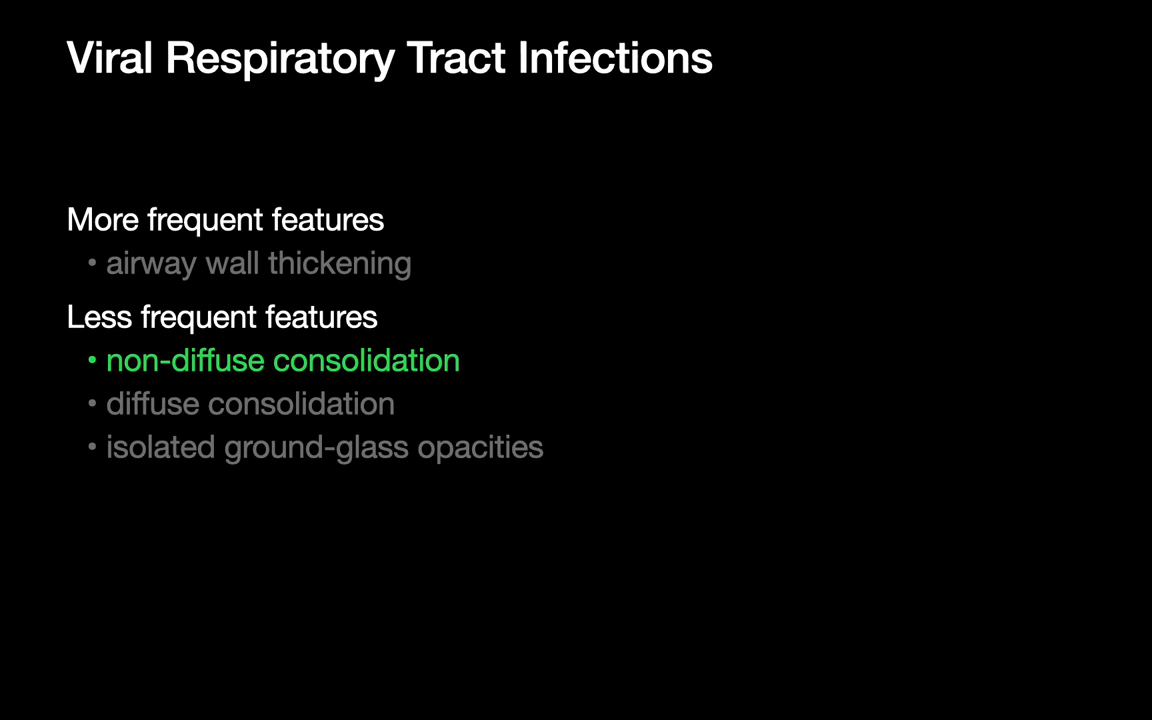 Viral Respiratory Tract Infections
More frequent features
• airway wall thickening
Less frequent features
• non-diffuse consolidation
• diffuse consolidation
• isolated ground-glass opacities